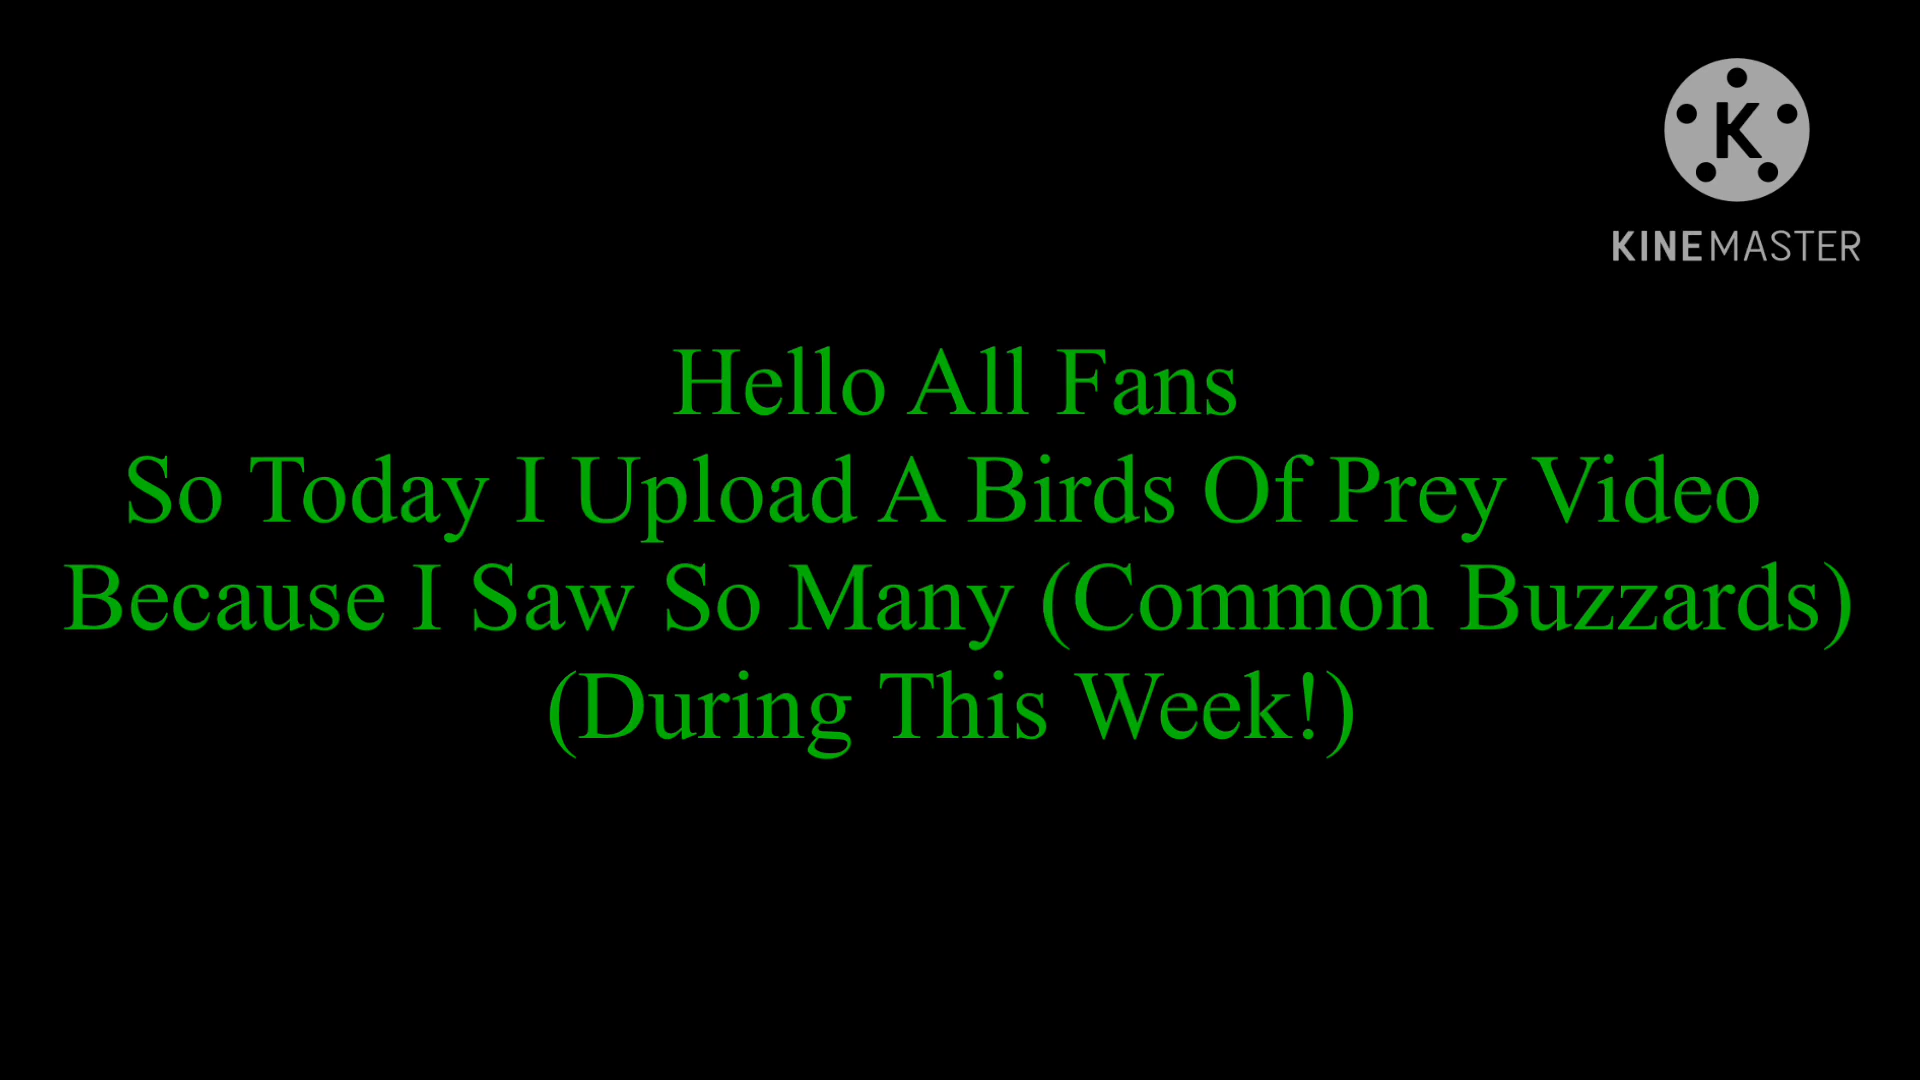 K
KINEMASTER
Hello All Fans
So Today I Upload A Birds Of Prey Video
Because I Saw So Many (Common Buzzards)
(During This Week!)